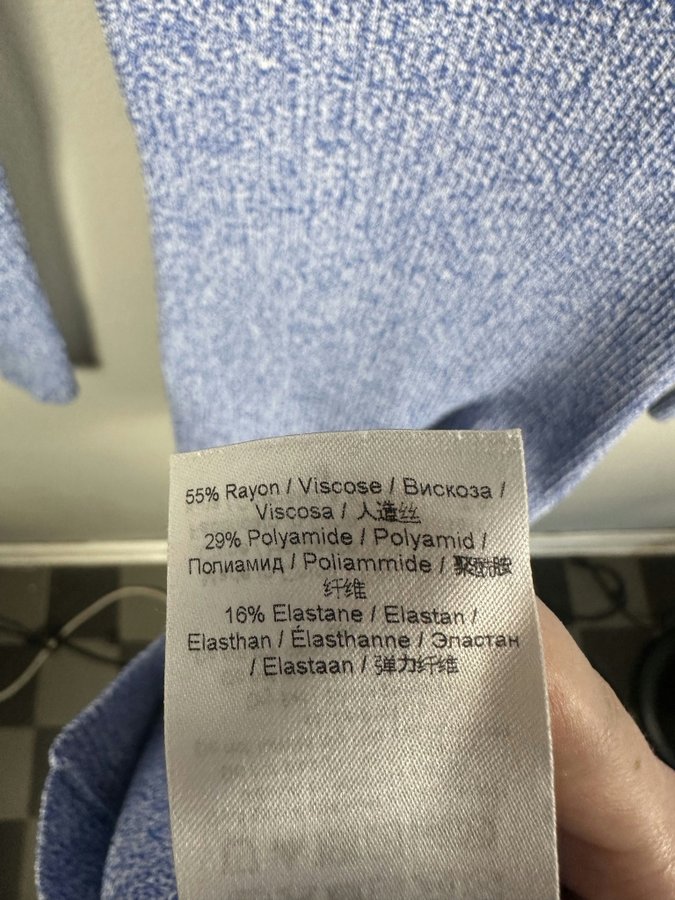 55% Rayon / Viscose / Вискоза /
Viscosa / 人造丝
29% Polyamide / Polyamid /
Полиамид / Poliammide / 聚酰胺
纤维
16% Elastane / Elastan /
Elasthan / Élasthanne / Эластан
/ Elastaan / 弹力纤维